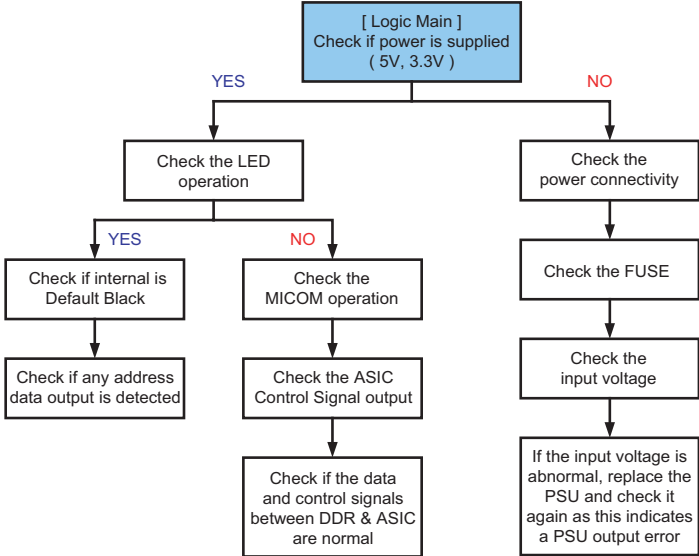 [ Logic Main ]
Check if power is supplied
( 5V, 3.3V )
YES
NO
Check the LED
operation
Check the
power connectivity
YES
NO
Check if internal is
Default Black
Check the
MICOM operation
Check the FUSE
Check if any address
data output is detected
Check the ASIC
Control Signal output
Check the
input voltage
Check if the data
and control signals
between DDR & ASIC
are normal
If the input voltage is
abnormal, replace the
PSU and check it
again as this indicates
a PSU output error